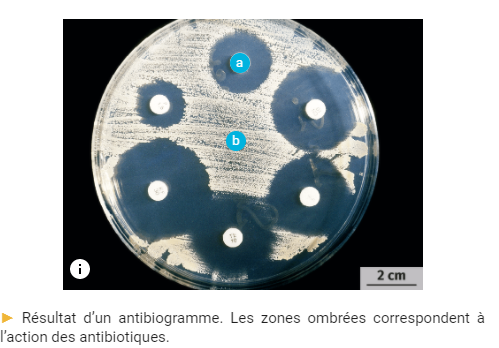 a
b
i
2 cm
► Résultat d'un antibiogramme. Les zones ombrées correspondent à
l'action des antibiotiques.